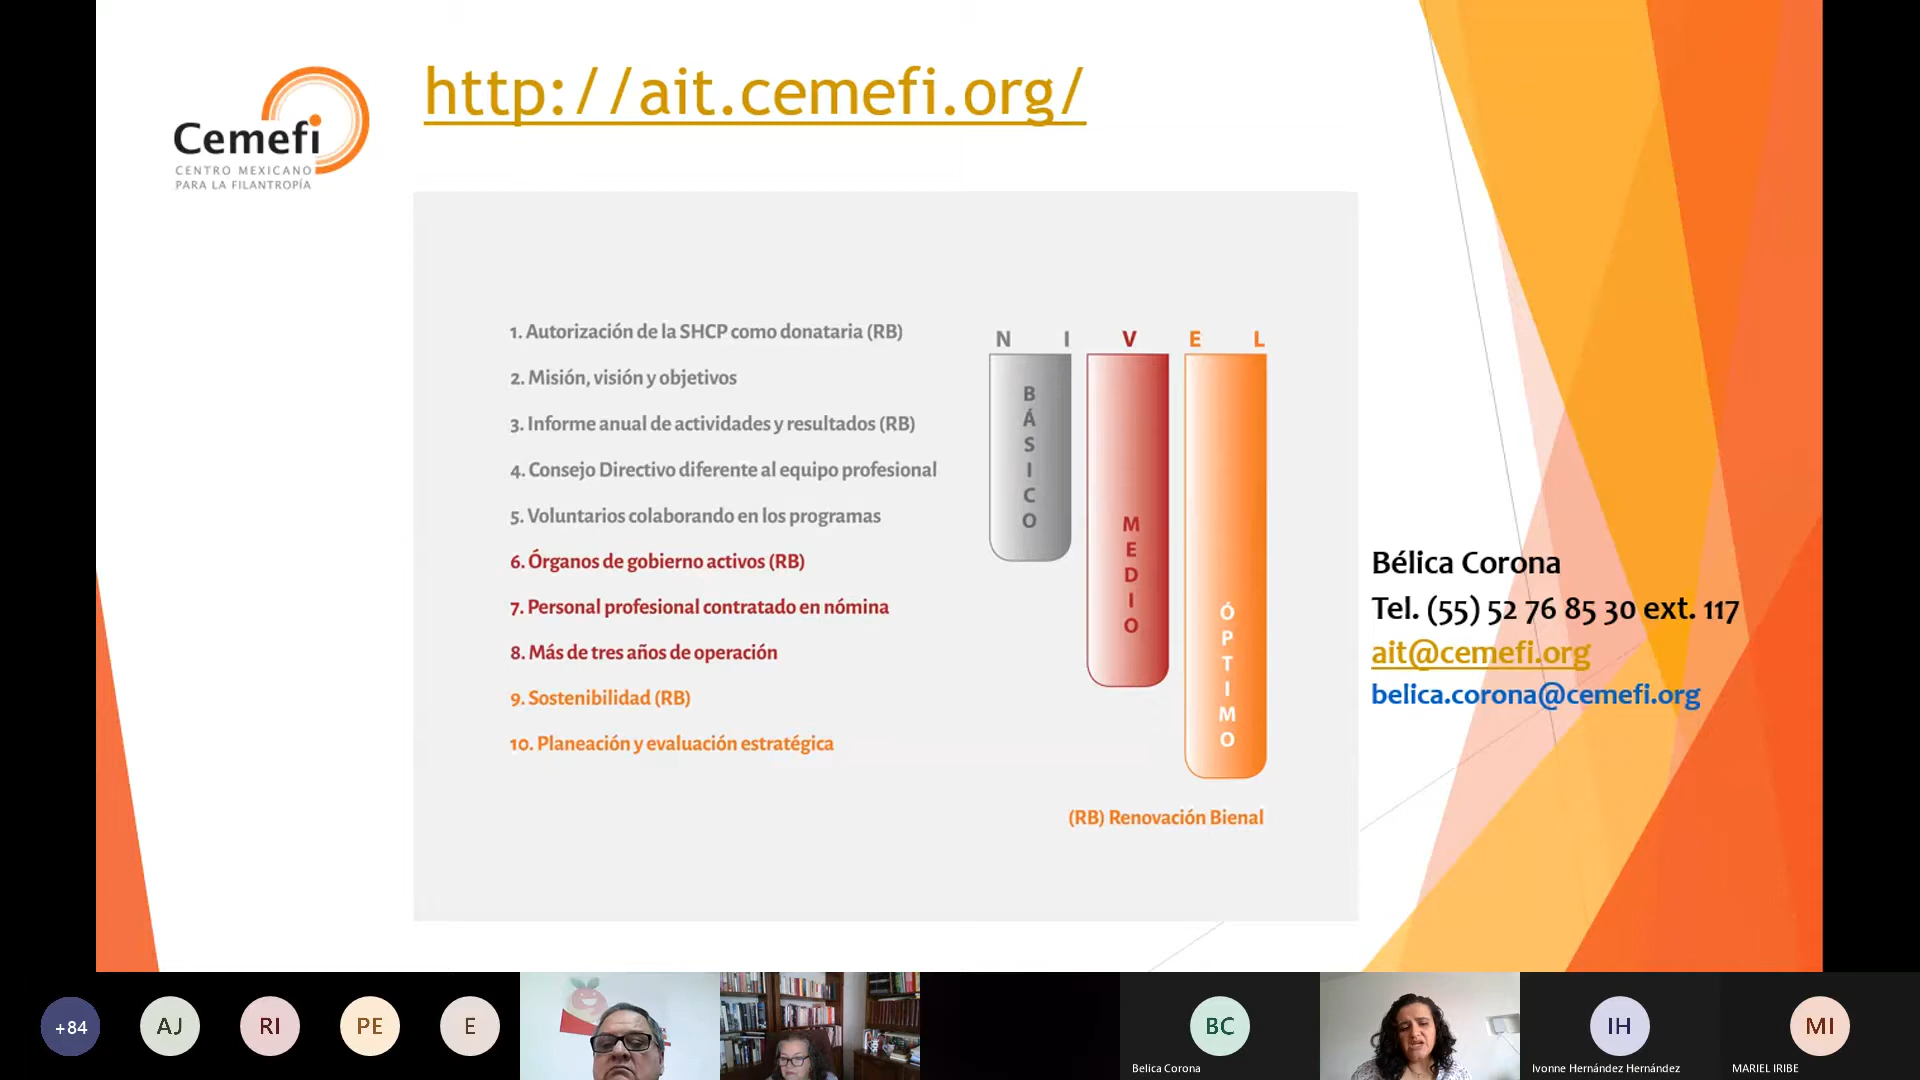 http://ait.cemefi.org/
Cemefi
CENTRO MEXICANO
PARA LA FILANTROPÍA
1. Autorización de la SHCP como donataria (RB)
2. Misión, visión y objetivos
3. Informe anual de actividades y resultados (RB)
4. Consejo Directivo diferente al equipo profesional
5. Voluntarios colaborando en los programas
6. Órganos de gobierno activos (RB)
7. Personal profesional contratado en nómina
8. Más de tres años de operación
9. Sostenibilidad (RB)
10. Planeación y evaluación estratégica
N I V E L
BÁSICO
MEDIO
ÓPTIMO
(RB) Renovación Bienal
Bélica Corona
Tel. (55) 52 76 85 30 ext. 117
ait@cemefi.org
belica.corona@cemefi.org
+84
AJ
RI
PE
E
BC
Belica Corona
IH
Ivonne Hernández Hernández
MI
MARIEL IRIBE